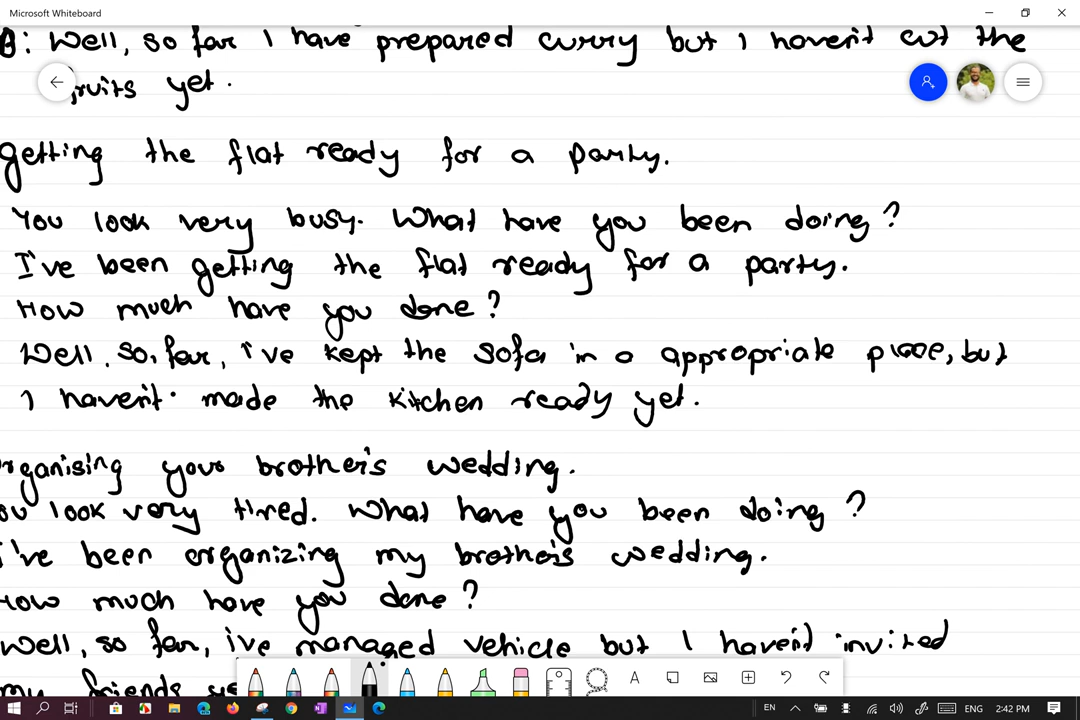 Microsoft Whiteboard
B: Well, so far I have prepared curry but I haven't cut the
fruits yet.
getting the flat ready for a party.
You look very busy. What have you been doing?
I've been getting the flat ready for a party.
How much have you done?
Well, so, far, I've kept the sofa in a appropriate place, but
I haven't made the kitchen ready yet.
organising your brother's wedding.
You look very tired. What have you been doing?
I've been organizing my brother's wedding.
How much have you done?
Well, so far, i've managed vehicle but I haven't invited
my friends
EN ENG 2:42 PM